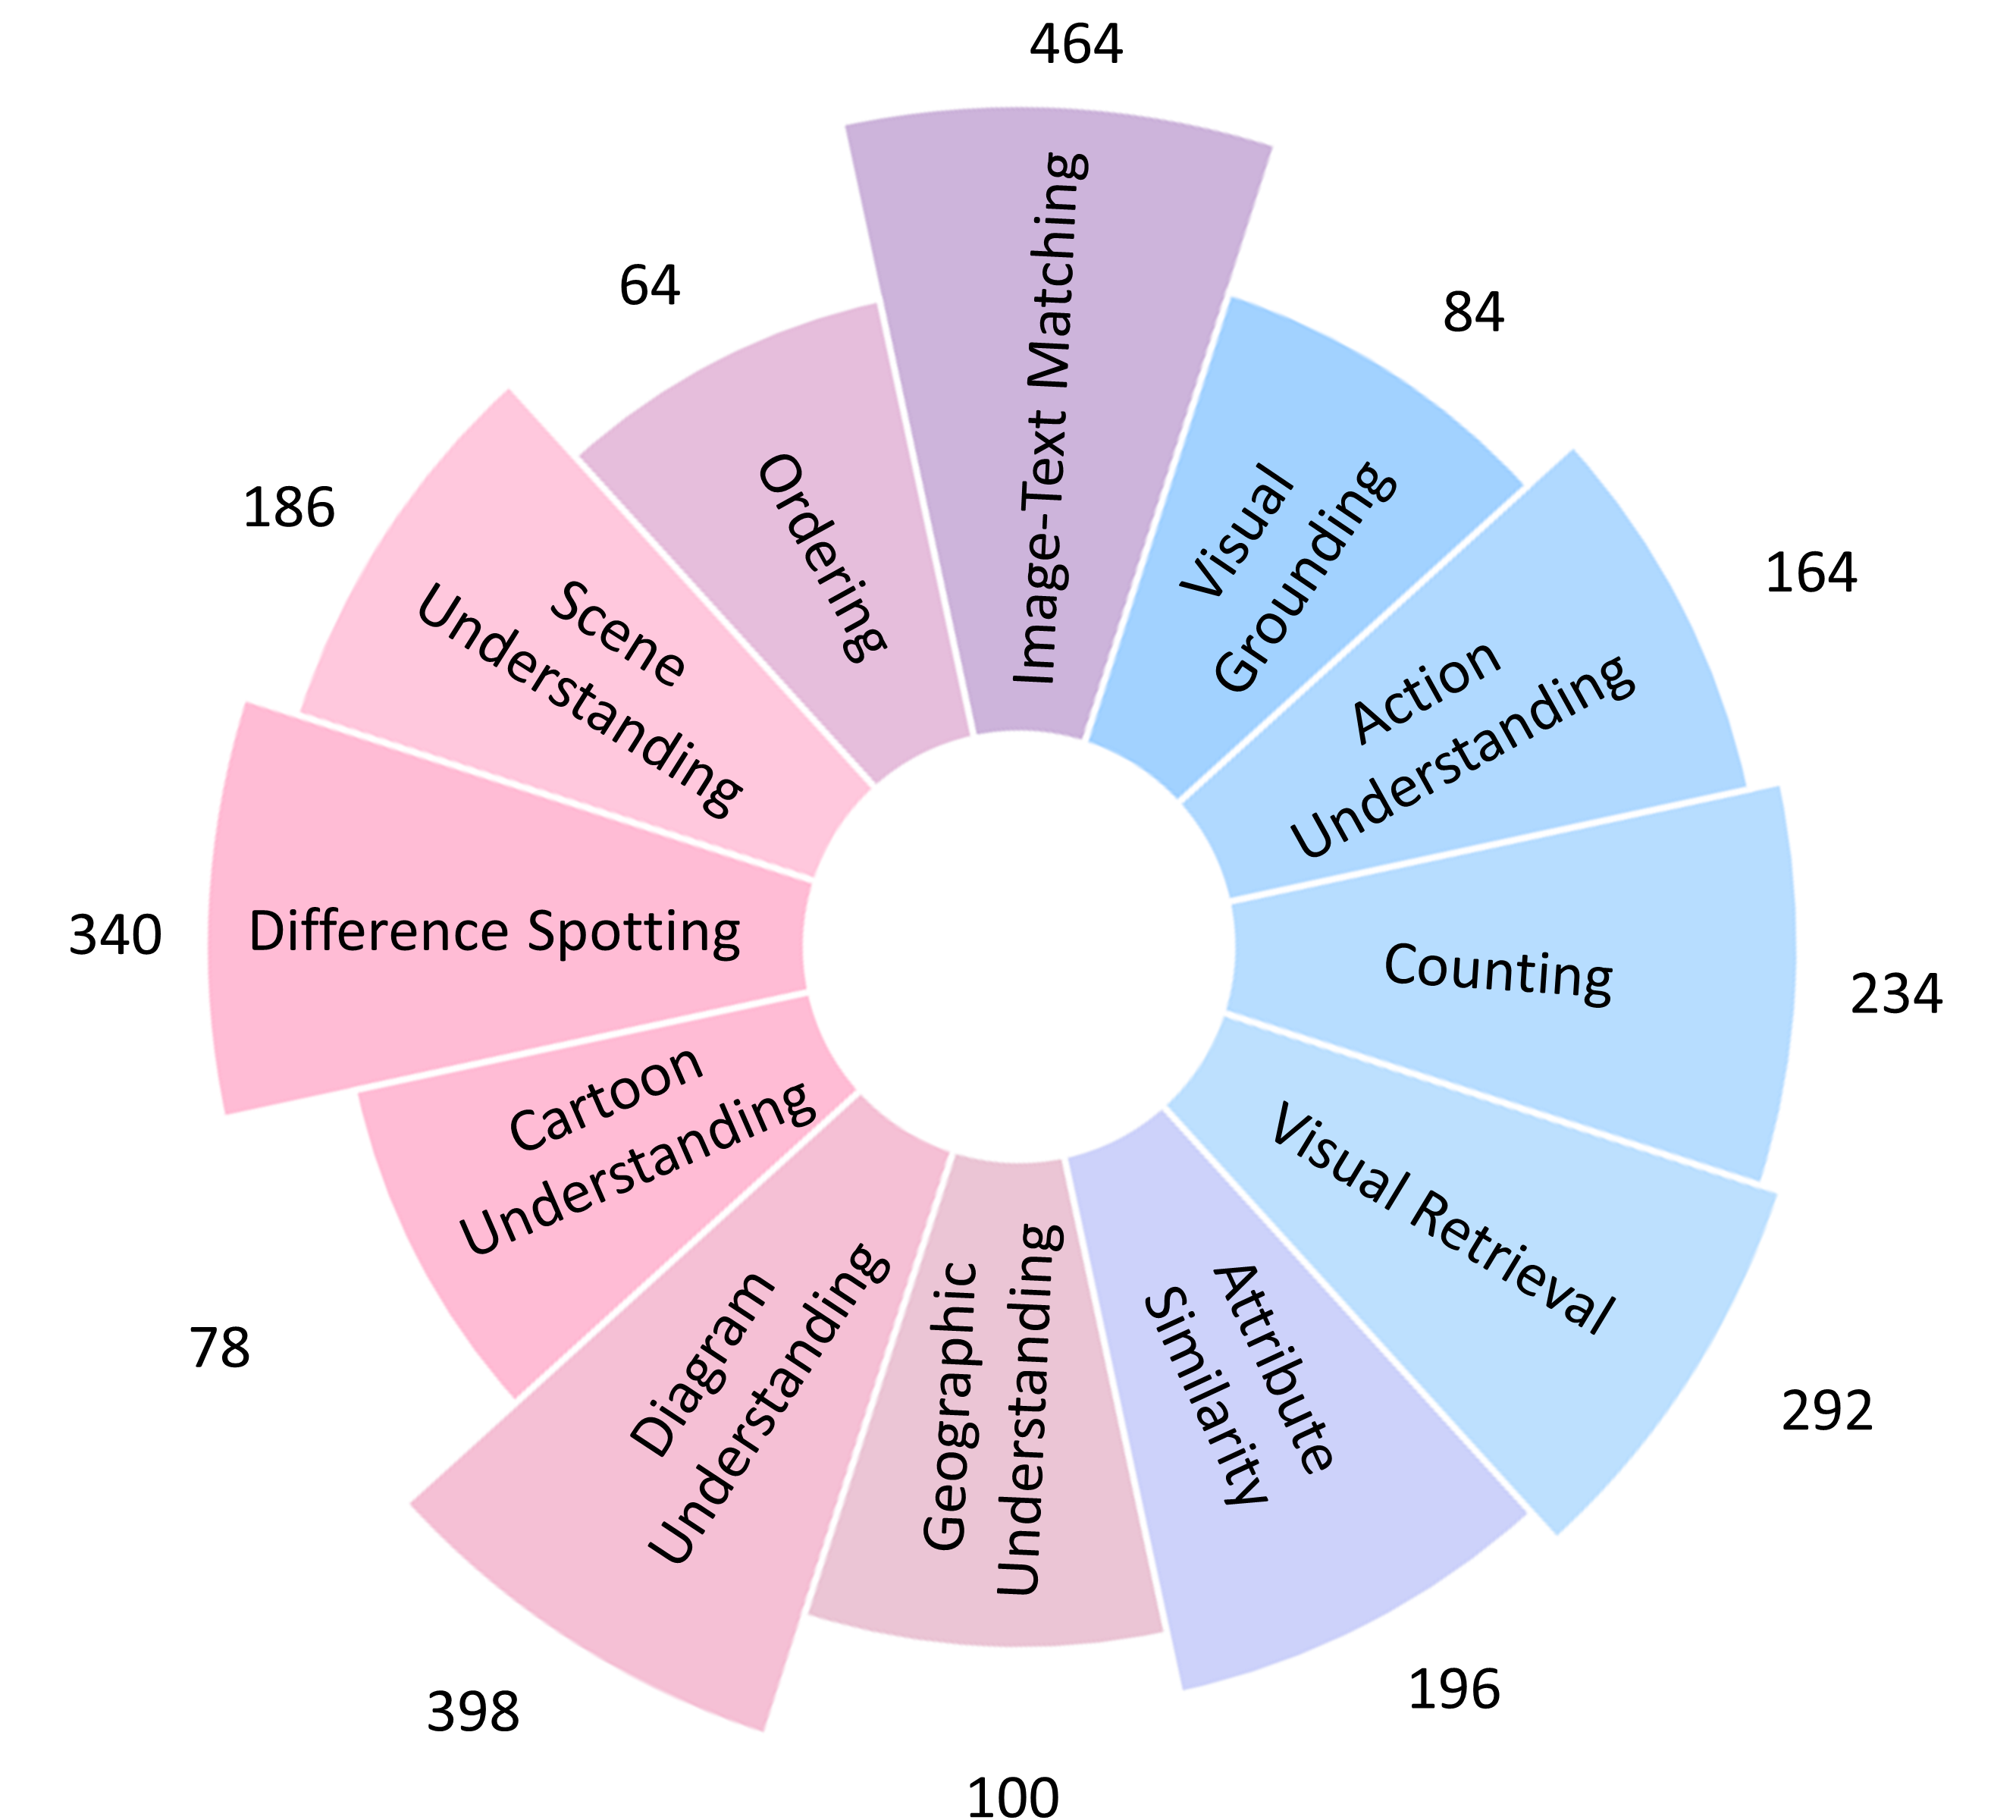 464
Image-Text Matching
84
Visual
Grounding
164
Action
Understanding
234
Counting
292
Visual Retrieval
196
Attribute
Similarity
100
Geographic
Understanding
398
Diagram
Understanding
78
Cartoon
Understanding
340
Difference Spotting
186
Scene
Understanding
64
Ordering